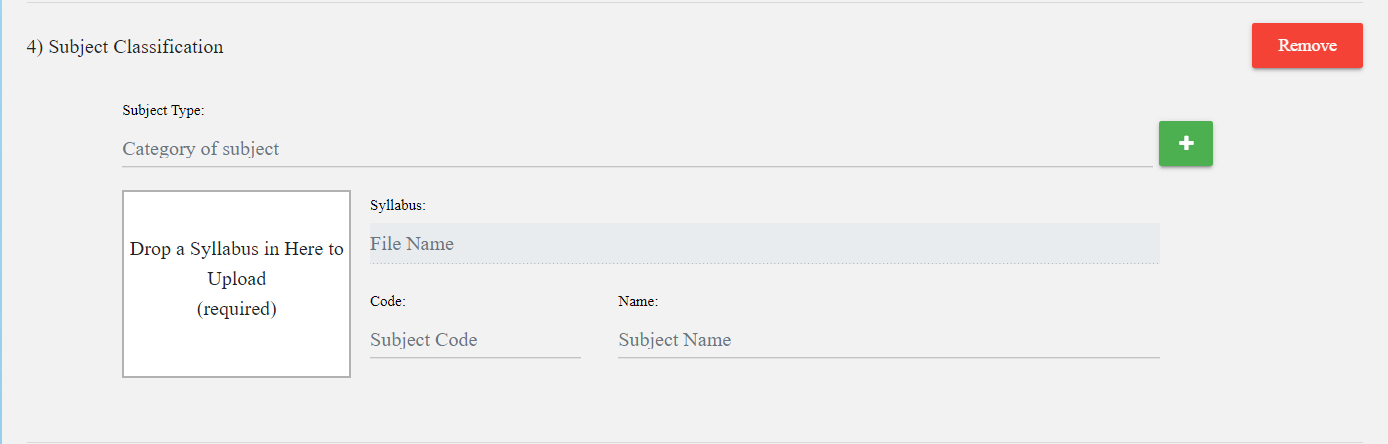 4) Subject Classification
Remove
Subject Type:
Category of subject
Drop a Syllabus in Here to
Upload
(required)
Syllabus:
File Name
Code:
Name:
Subject Code
Subject Name